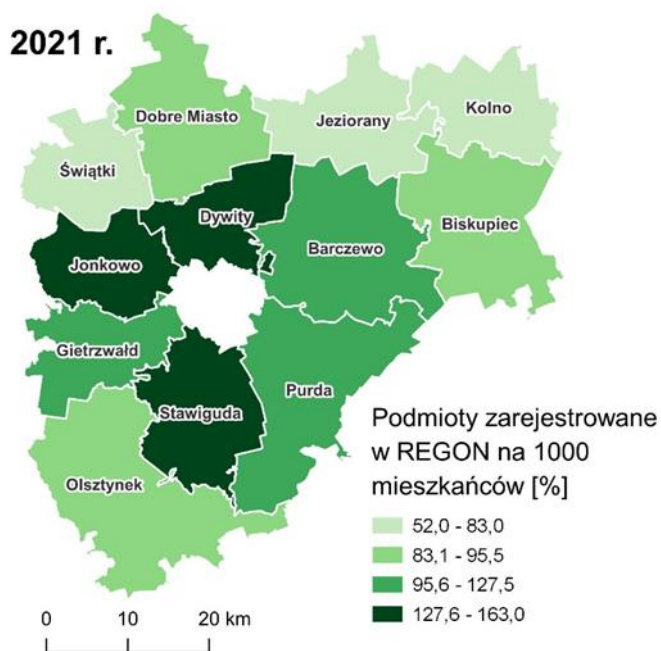 2021 r.
Dobre Miasto
Jeziorany
Kolno
Świątki
Dywity
Biskupiec
Barczewo
Jonkowo
Gietrzwałd
Purda
Stawiguda
Olsztynek
Podmioty zarejestrowane
w REGON na 1000
mieszkańców [%]
52,0 - 83,0
83,1 - 95,5
95,6 - 127,5
127,6 - 163,0
0 10 20 km